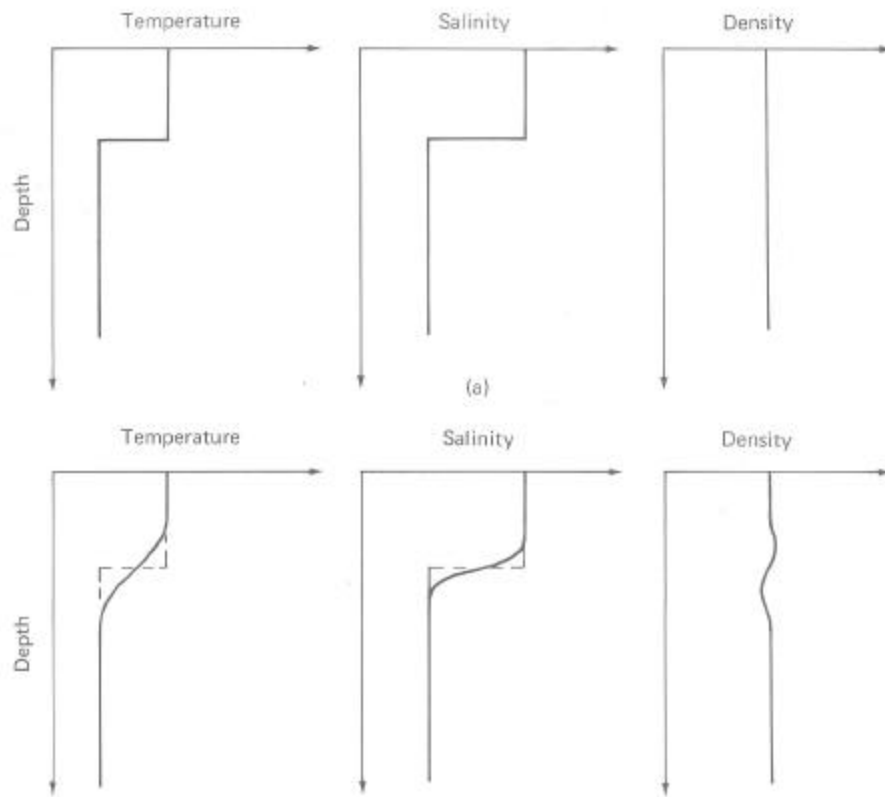 Temperature
Salinity
Density
Depth
(a)
Temperature
Salinity
Density
Depth